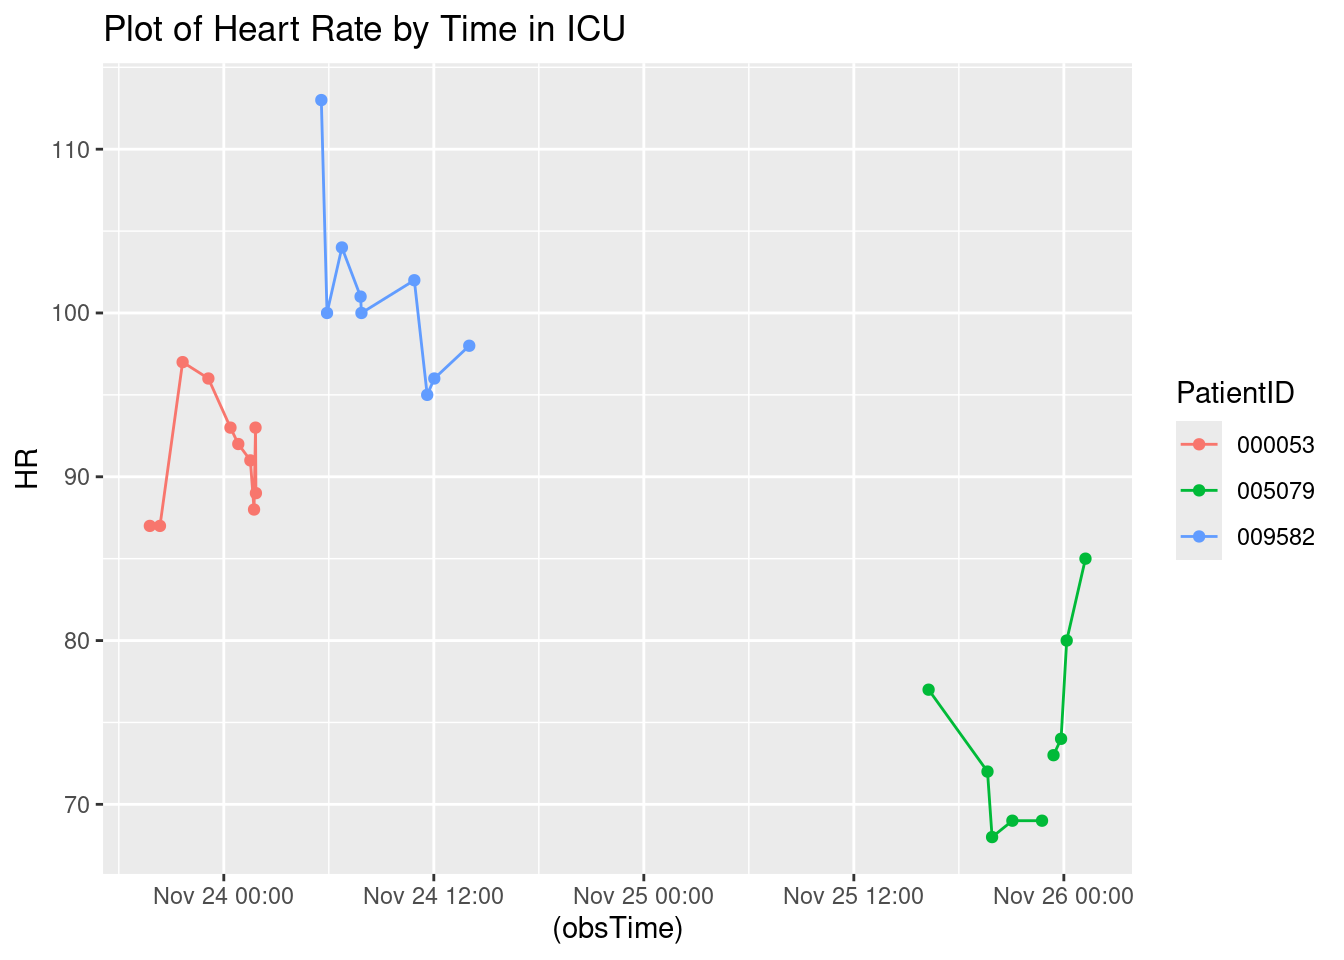 Plot of Heart Rate by Time in ICU
HR
110
100
90
80
70
Nov 24 00:00 Nov 24 12:00 Nov 25 00:00 Nov 25 12:00 Nov 26 00:00
(obsTime)
PatientID
000053
005079
009582